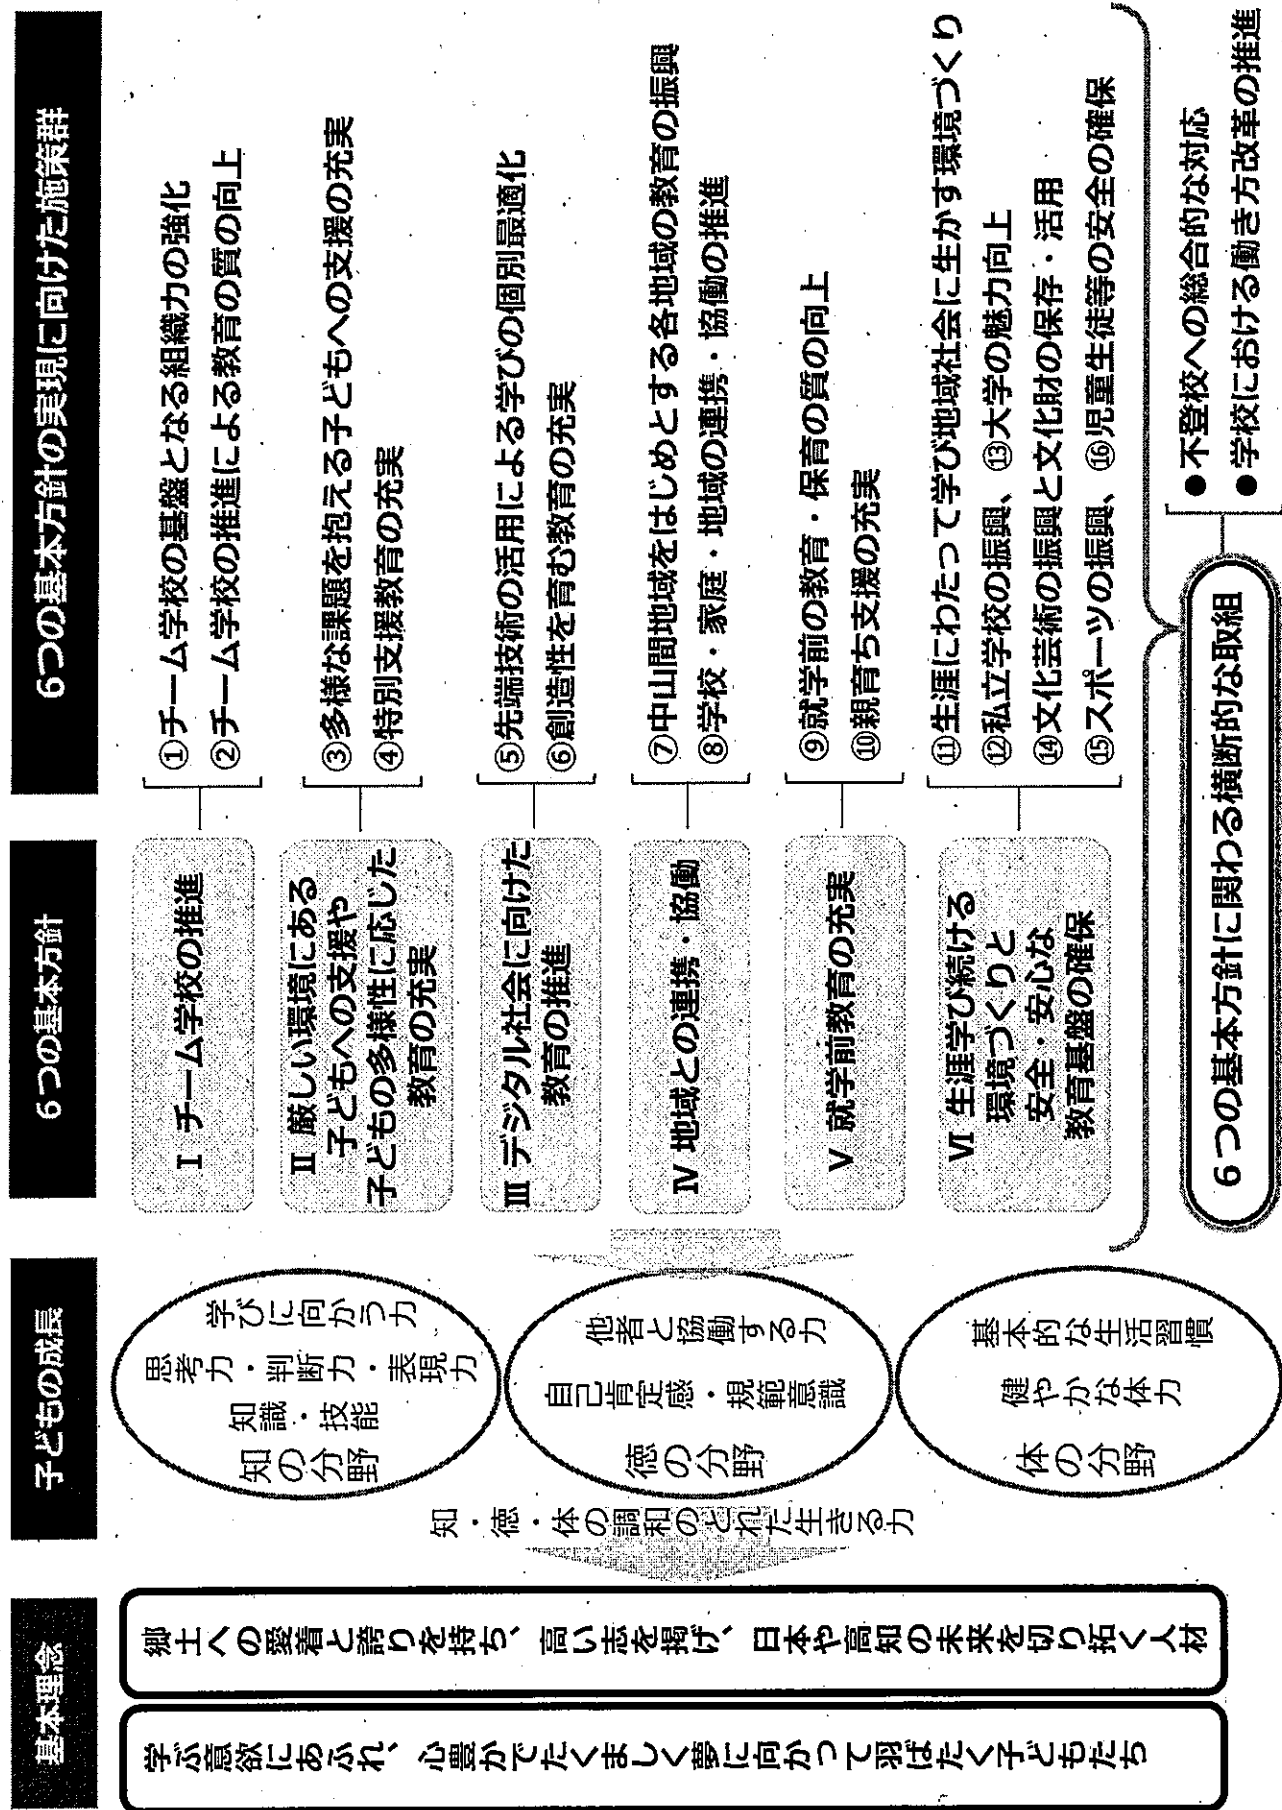 基本理念
学ぶ意欲にあふれ、心豊かでたくましく夢に向かって羽ばたく子どもたち
郷土への愛着と誇りを持ち、高い志を掲げ、日本や高知の未来を切り拓く人材
子どもの成長
知・徳・体の調和のとれた生きる力
知の分野
知識・技能
思考力・判断力・表現力
学びに向かう力
徳の分野
自己肯定感・規範意識
他者と協働する力
体の分野
健やかな体力
基本的な生活習慣
6つの基本方針
Ⅰ チーム学校の推進
Ⅱ 厳しい環境にある
子どもへの支援や
子どもの多様性に応じた
教育の充実
Ⅲ デジタル社会に向けた
教育の推進
Ⅳ 地域との連携・協働
Ⅴ 就学前教育の充実
Ⅵ 生涯学び続ける
環境づくりと
安全・安心な
教育基盤の確保
6つの基本方針の実現に向けた施策群
①チーム学校の基盤となる組織力の強化
②チーム学校の推進による教育の質の向上
③多様な課題を抱える子どもへの支援の充実
④特別支援教育の充実
⑤先端技術の活用による学びの個別最適化
⑥創造性を育む教育の充実
⑦中山間地域をはじめとする各地域の教育の振興
⑧学校・家庭・地域の連携・協働の推進
⑨就学前の教育・保育の質の向上
⑩親育ち支援の充実
⑪生涯にわたって学び地域社会に生かす環境づくり
⑫私立学校の振興、⑬大学の魅力向上
⑭文化芸術の振興と文化財の保存・活用
⑮スポーツの振興、⑯児童生徒等の安全の確保
6つの基本方針に関わる横断的な取組
●不登校への総合的な対応
●学校における働き方改革の推進